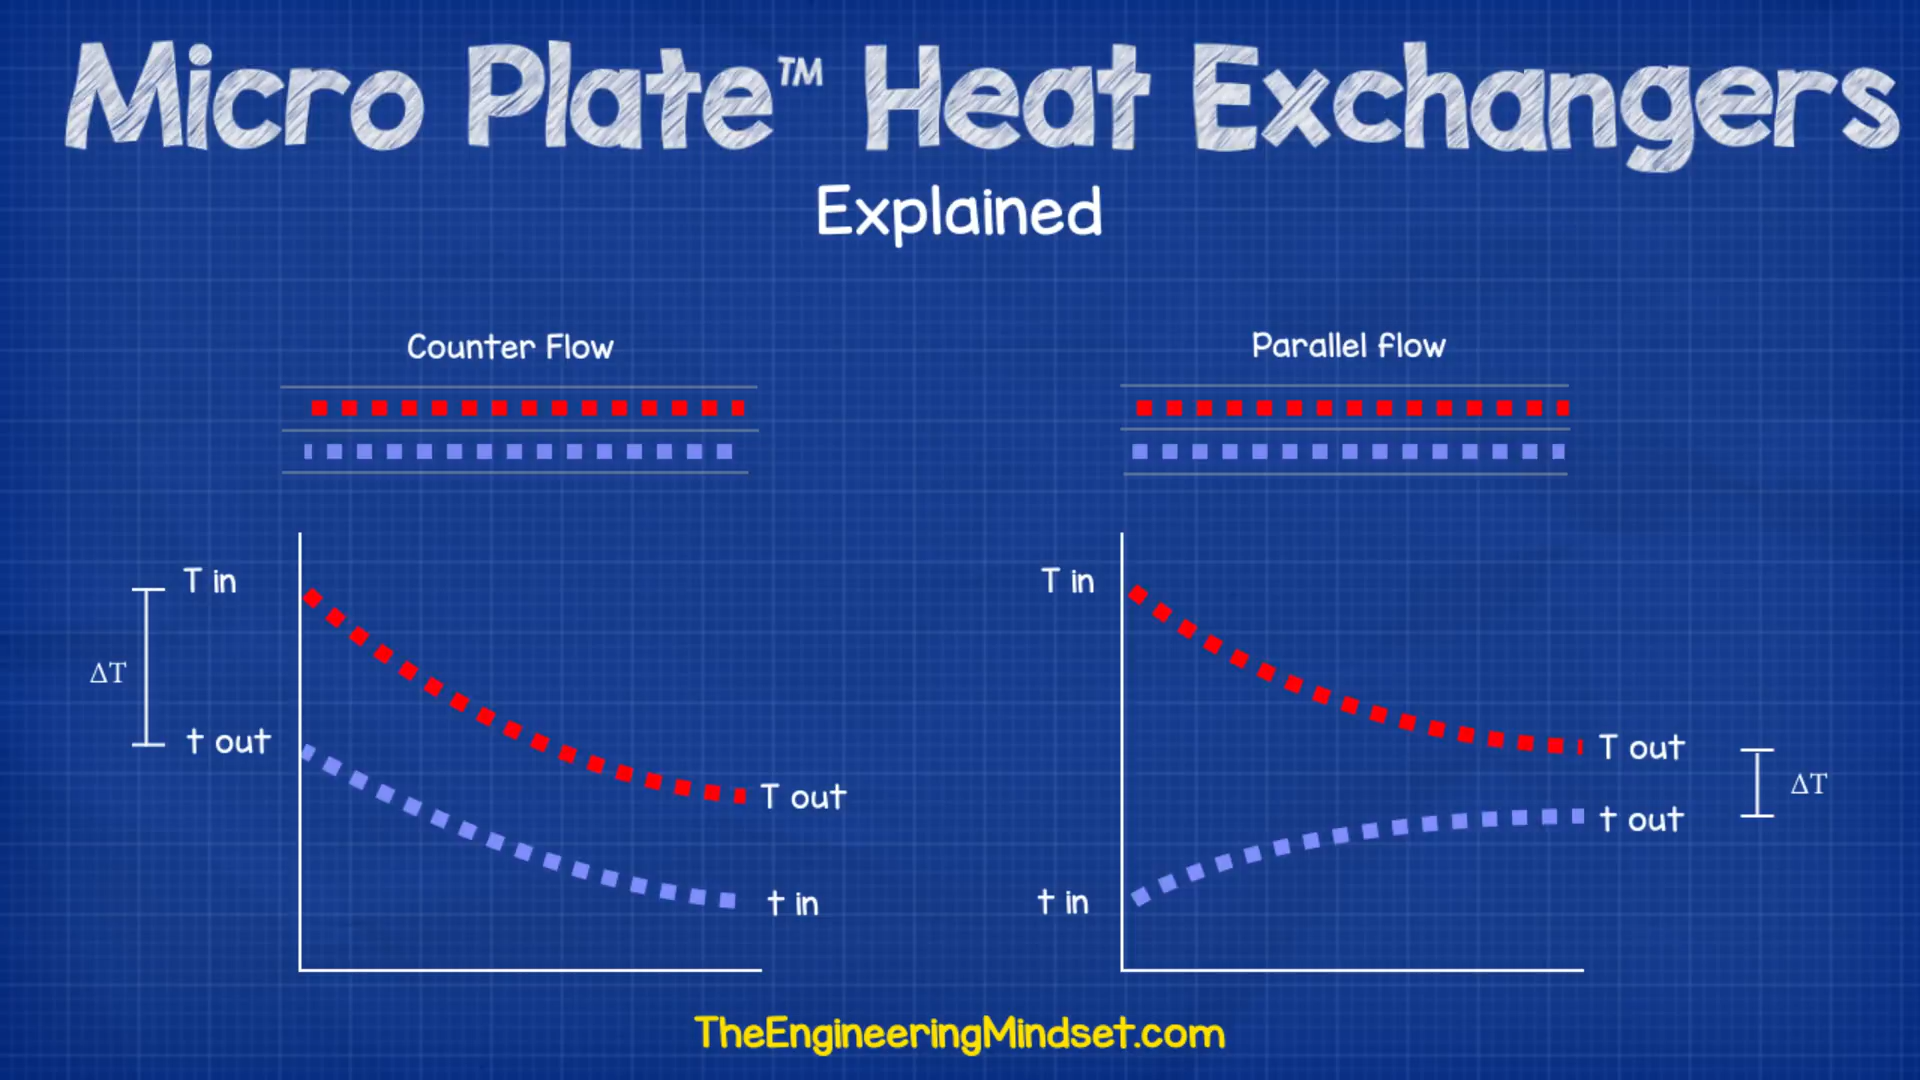 Micro Plate™ Heat Exchangers
Explained
Counter Flow
Parallel flow
T in
ΔT
t out
T out
t in
T in
T out
ΔT
t out
t in
TheEngineeringMindset.com